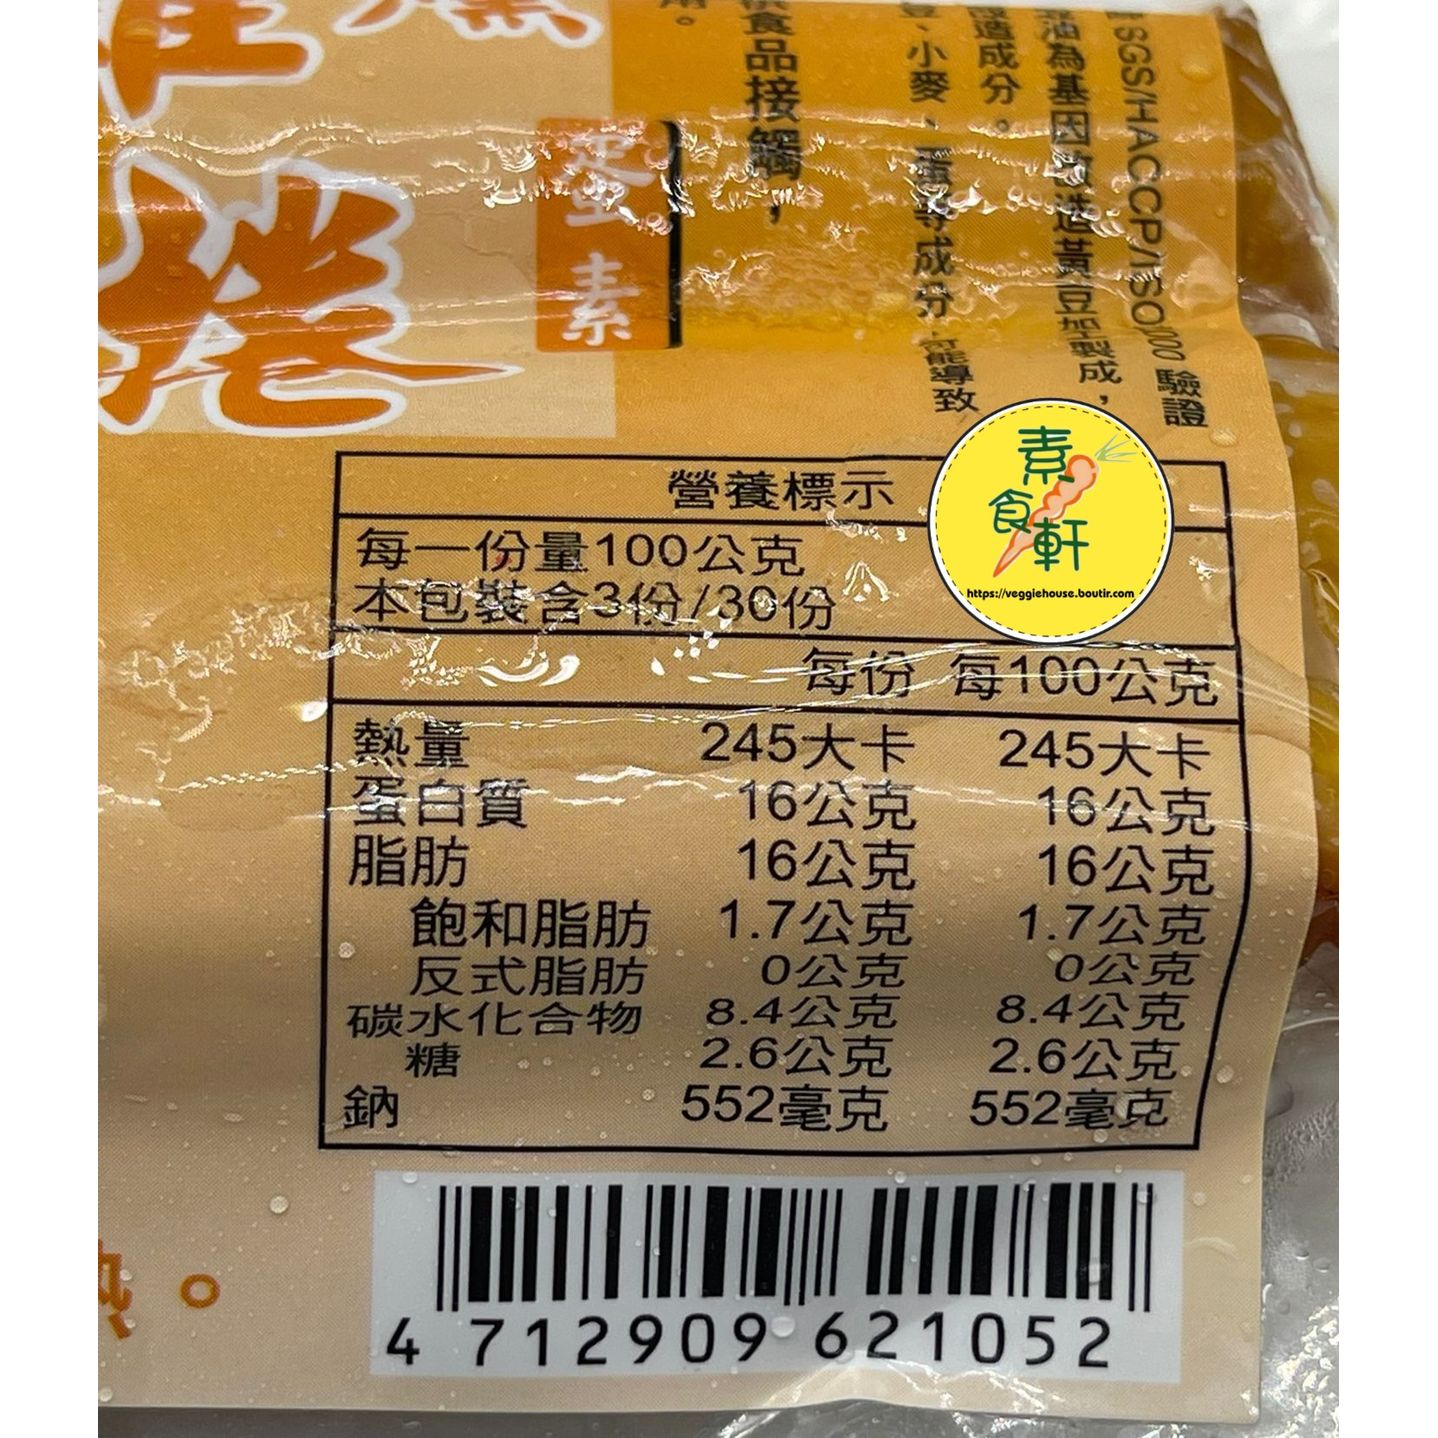 捲
蛋素
食品接觸，
、小麥、蛋等成分，可能導致
改造成分。
油為基因改造黃豆製成，
SGS/HACCP/ISO 驗證
素食軒
https://veggiehouse.boutir.com
營養標示
每一份量100公克
本包裝含3份/30份
每份 每100公克
熱量 245大卡 245大卡
蛋白質 16公克 16公克
脂肪 16公克 16公克
飽和脂肪 1.7公克 1.7公克
反式脂肪 0公克 0公克
碳水化合物 8.4公克 8.4公克
糖 2.6公克 2.6公克
鈉 552毫克 552毫克
4 712909 621052